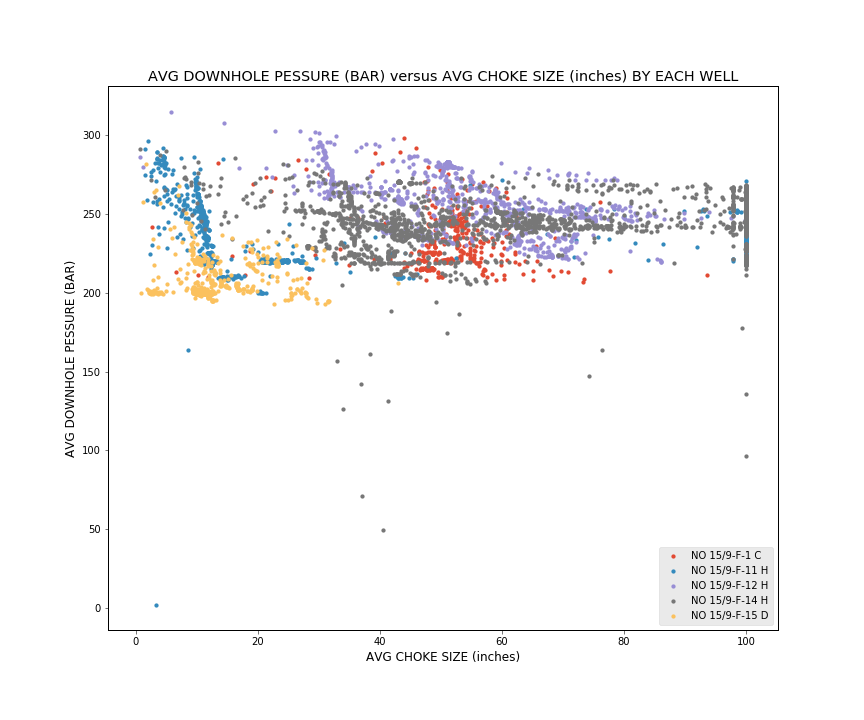 AVG DOWNHOLE PESSURE (BAR) versus AVG CHOKE SIZE (inches) BY EACH WELL
AVG DOWNHOLE PESSURE (BAR)
300
250
200
150
100
50
0
0 20 40 60 80 100
AVG CHOKE SIZE (inches)
NO 15/9-F-1 C
NO 15/9-F-11 H
NO 15/9-F-12 H
NO 15/9-F-14 H
NO 15/9-F-15 D